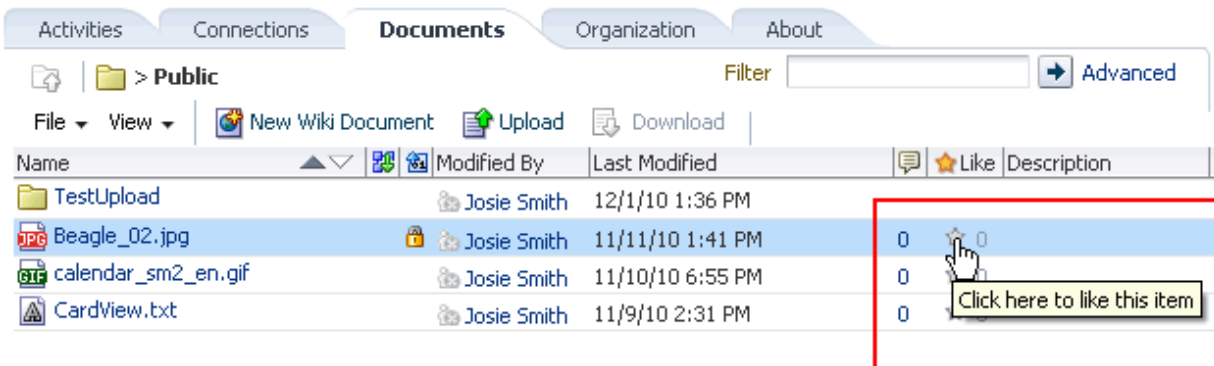 Activities Connections Documents Organization About
> Public Filter Advanced
File View New Wiki Document Upload Download
Name Modified By Last Modified Like Description
TestUpload Josie Smith 12/1/10 1:36 PM
JPG Beagle_02.jpg Josie Smith 11/11/10 1:41 PM 0 0
GIF calendar_sm2_en.gif Josie Smith 11/10/10 6:55 PM 0
Click here to like this item
CardView.txt Josie Smith 11/9/10 2:31 PM 0